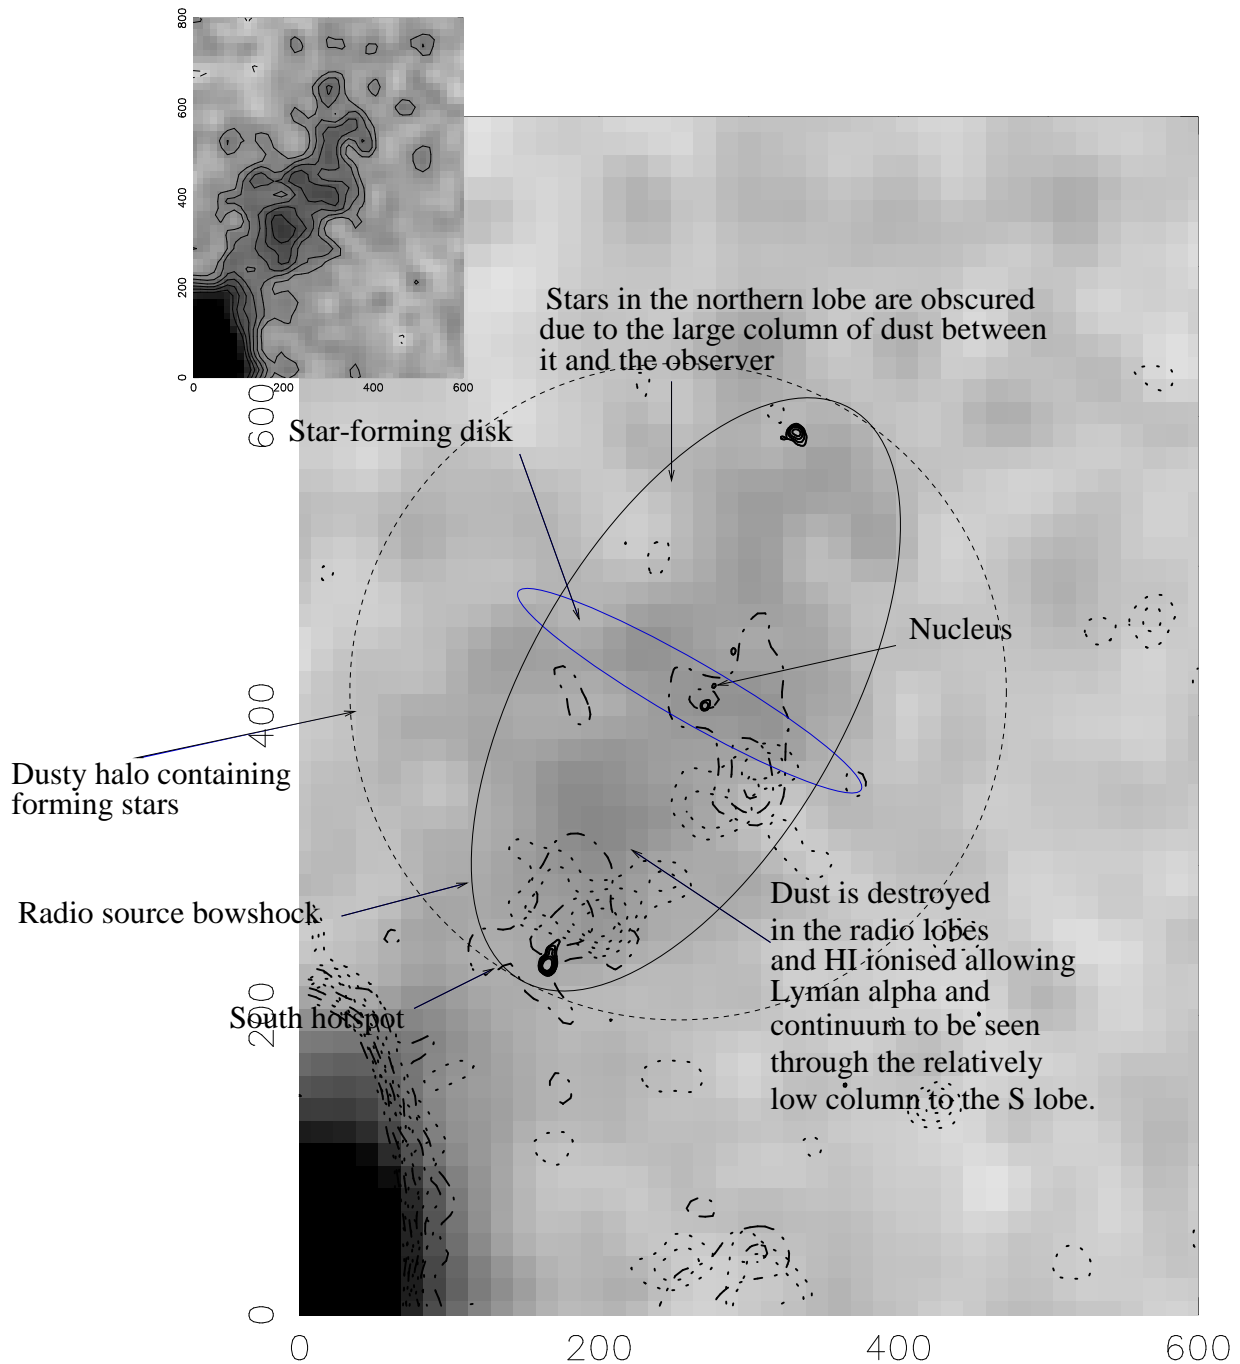 800
600
400
200
0
0
200
400
600
Stars in the northern lobe are obscured
due to the large column of dust between
it and the observer
600
Star-forming disk
Nucleus
400
Dusty halo containing
forming stars
Radio source bowshock
Dust is destroyed
in the radio lobes
and HI ionised allowing
Lyman alpha and
continuum to be seen
through the relatively
low column to the S lobe.
South hotspot
200
0
0
200
400
600